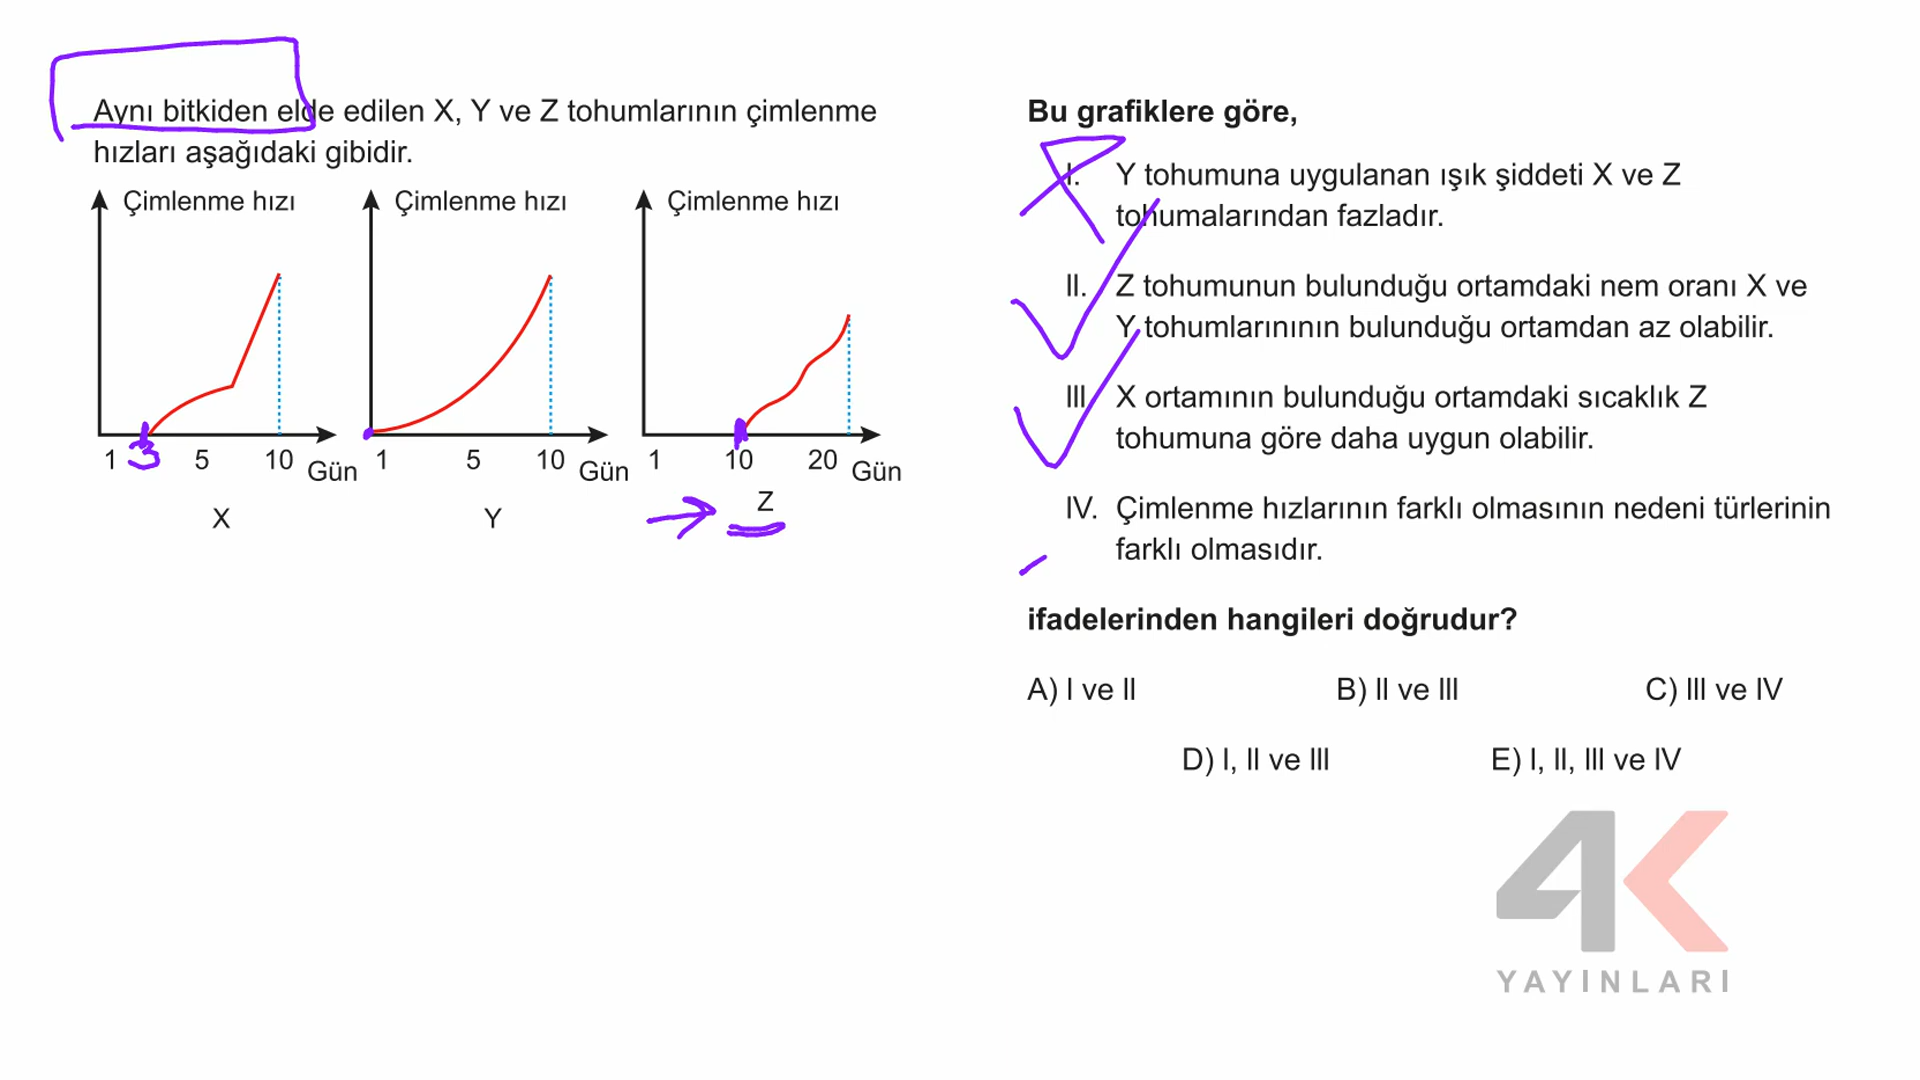 Aynı bitkiden elde edilen X, Y ve Z tohumlarının çimlenme
hızları aşağıdaki gibidir.
Çimlenme hızı
1 3 5 10 Gün
X
Çimlenme hızı
1 5 10 Gün
Y
Çimlenme hızı
1 10 20 Gün
Z
Bu grafiklere göre,
I. Y tohumuna uygulanan ışık şiddeti X ve Z
tohumalarından fazladır.
II. Z tohumunun bulunduğu ortamdaki nem oranı X ve
Y tohumlarınının bulunduğu ortamdan az olabilir.
III. X ortamının bulunduğu ortamdaki sıcaklık Z
tohumuna göre daha uygun olabilir.
IV. Çimlenme hızlarının farklı olmasının nedeni türlerinin
farklı olmasıdır.
ifadelerinden hangileri doğrudur?
A) I ve II B) II ve III C) III ve IV
D) I, II ve III E) I, II, III ve IV
4K
YAYINLARI